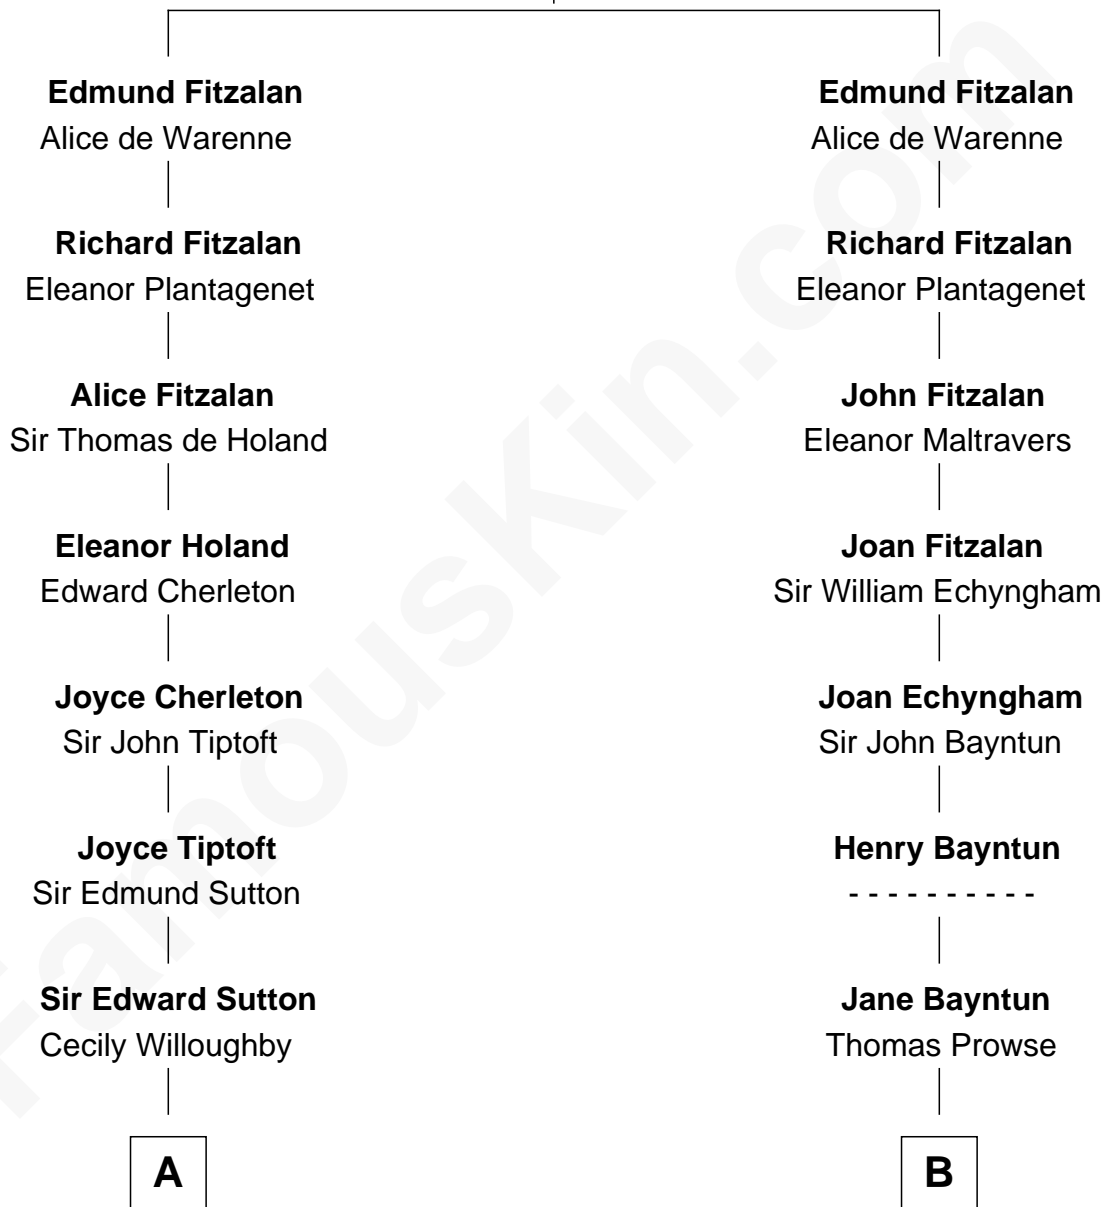 Edmund Fitzalan
Alice de Warenne
Richard Fitzalan
Eleanor Plantagenet
Alice Fitzalan
Sir Thomas de Holand
Eleanor Holand
Edward Cherleton
Joyce Cherleton
Sir John Tiptoft
Joyce Tiptoft
Sir Edmund Sutton
Sir Edward Sutton
Cecily Willoughby
A
Edmund Fitzalan
Alice de Warenne
Richard Fitzalan
Eleanor Plantagenet
John Fitzalan
Eleanor Maltravers
Joan Fitzalan
Sir William Echyngham
Joan Echyngham
Sir John Bayntun
Henry Bayntun
- - - - - - - - - -
Jane Bayntun
Thomas Prowse
B
FamousKin.com